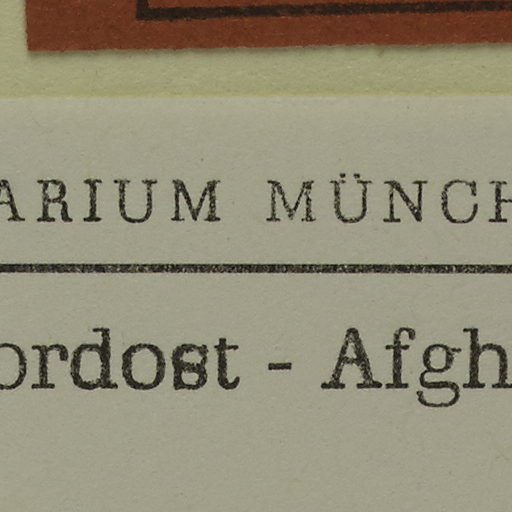 ARIUM MÜNCH
ordost - Afgh